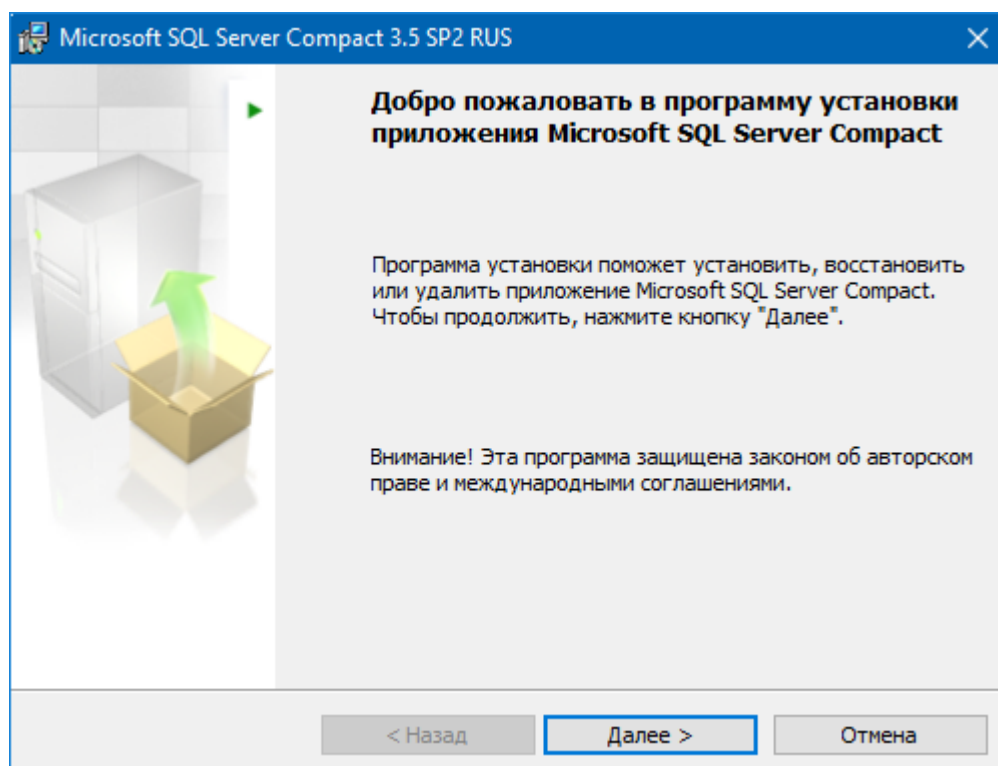 Microsoft SQL Server Compact 3.5 SP2 RUS
Добро пожаловать в программу установки
приложения Microsoft SQL Server Compact
Программа установки поможет установить, восстановить
или удалить приложение Microsoft SQL Server Compact.
Чтобы продолжить, нажмите кнопку "Далее".
Внимание! Эта программа защищена законом об авторском
праве и международными соглашениями.
< Назад
Далее >
Отмена